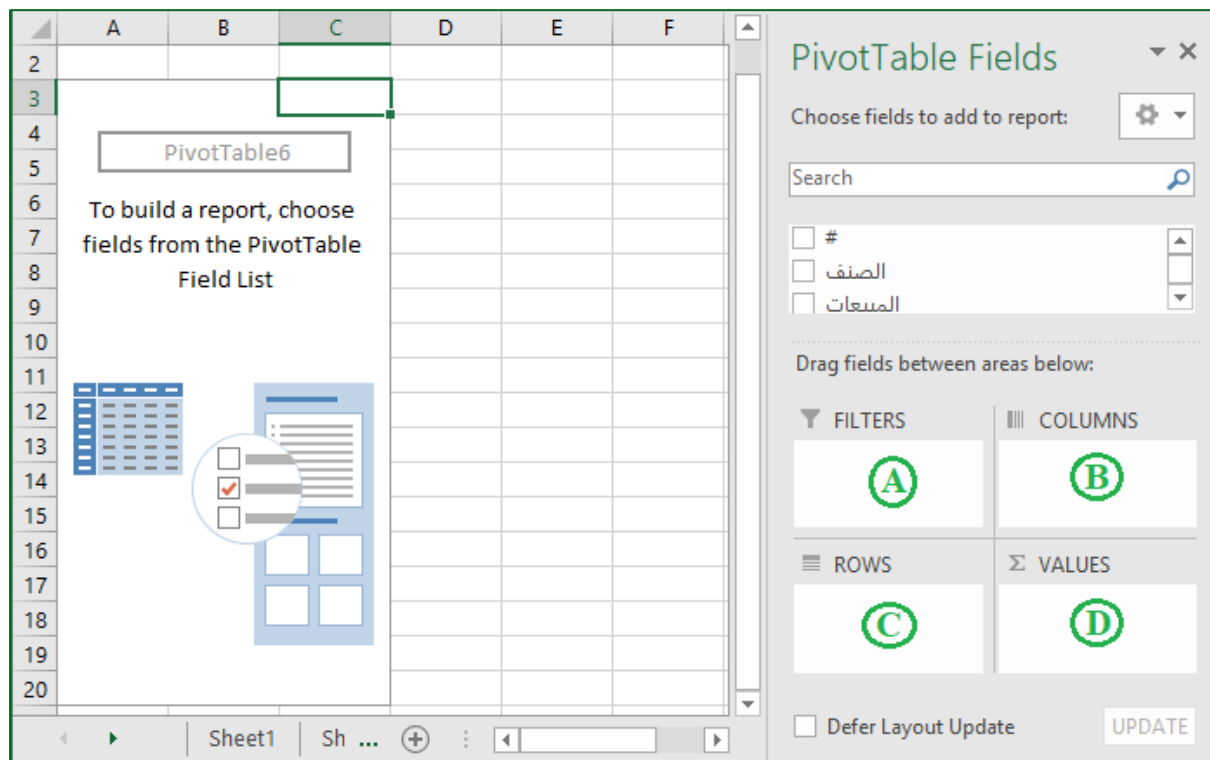 A B C D E F
2
3
4
5
6
7
8
9
10
11
12
13
14
15
16
17
18
19
20
PivotTable6
To build a report, choose
fields from the PivotTable
Field List
Sheet1 Sh ...
PivotTable Fields
Choose fields to add to report:
Search
#
الصنف
المبيعات
Drag fields between areas below:
FILTERS
COLUMNS
A
B
ROWS
Σ VALUES
C
D
Defer Layout Update
UPDATE